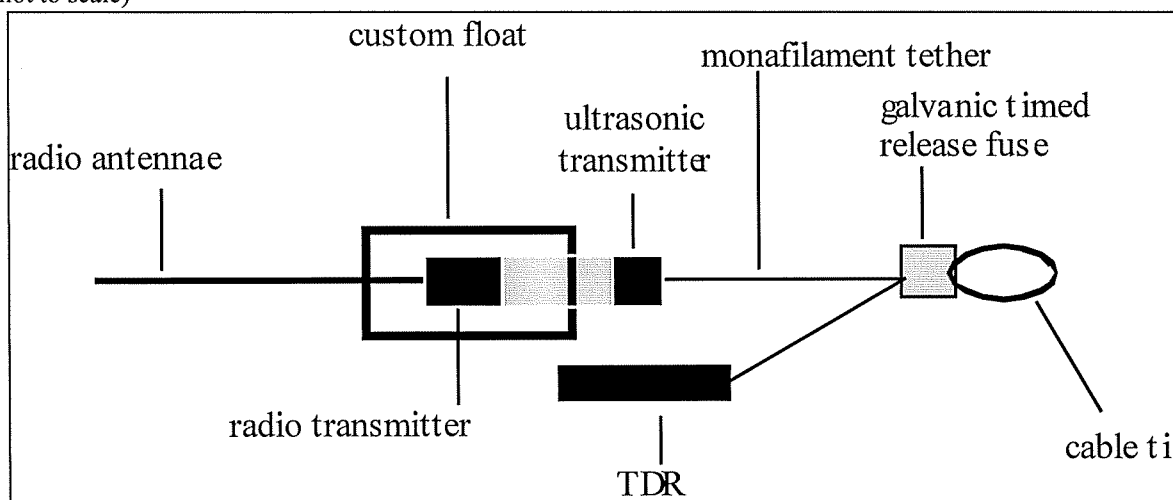 not to scale)
custom float
monafilament tether
galvanic timed
release fuse
ultrasonic
transmitter
radio antennae
radio transmitter
cable ti
TDR